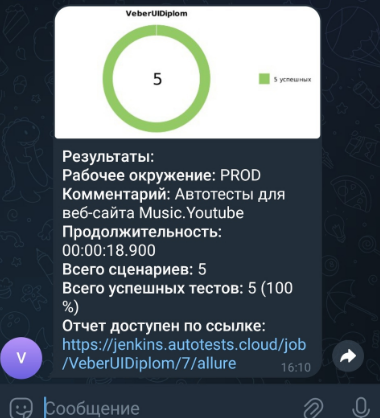 VeberUIDiplom
5
5 успешных
Результаты:
Рабочее окружение: PROD
Комментарий: Автотесты для
веб-сайта Music.Youtube
Продолжительность:
00:00:18.900
Всего сценариев: 5
Всего успешных тестов: 5 (100
%)
Отчет доступен по ссылке:
https://jenkins.autotests.cloud/job
/VeberUIDiplom/7/allure
16:10
V
Сообщение